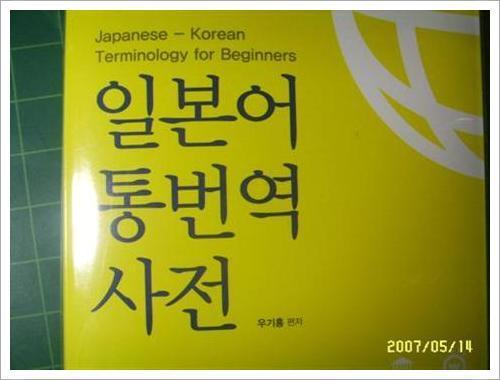 Japanese – Korean
Terminology for Beginners
일본어
통번역
사전
우기홍 편자
2007/05/14